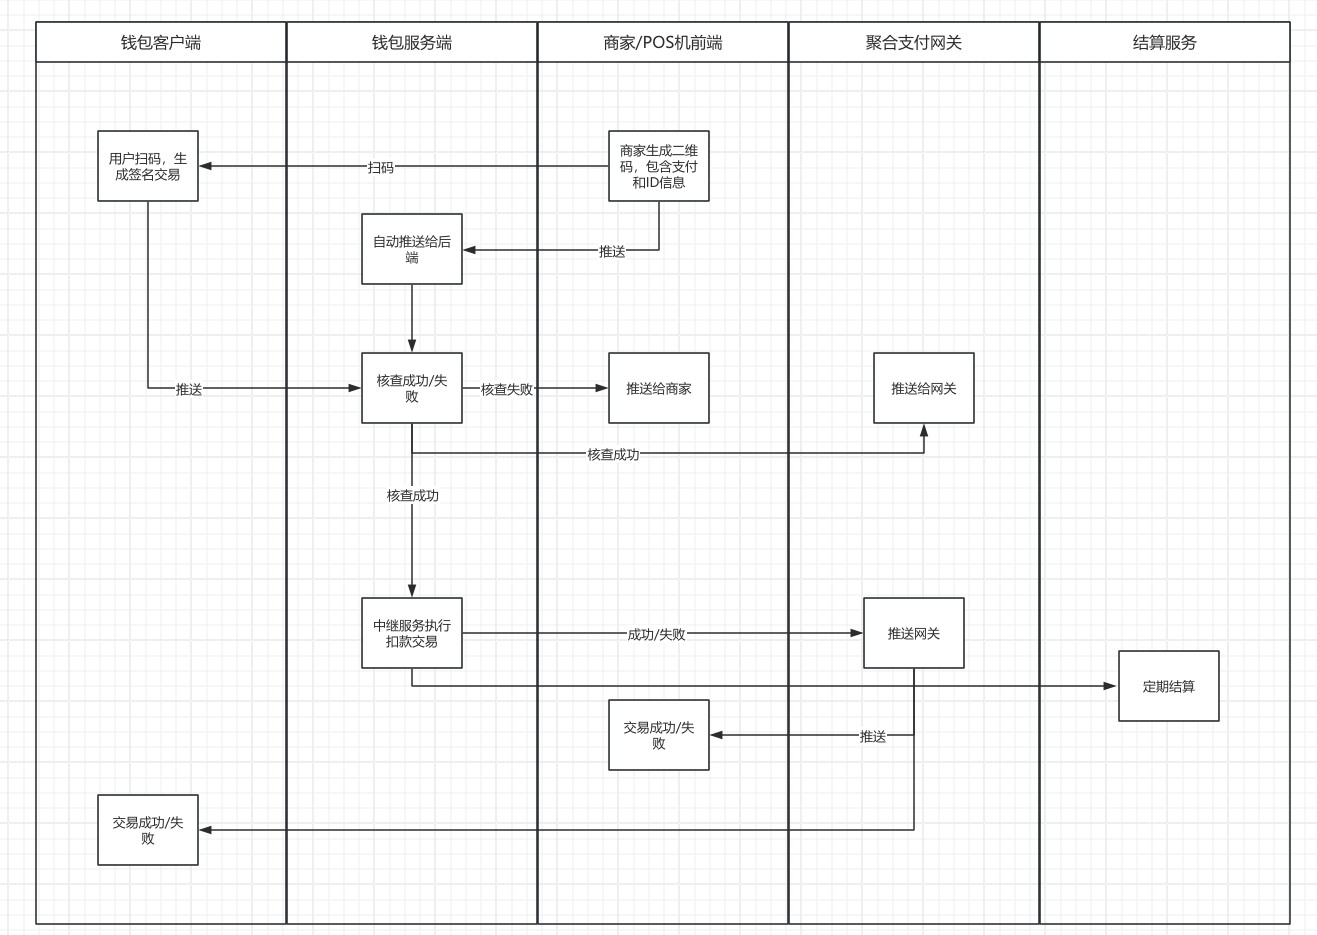 钱包客户端
钱包服务端
商家/POS机前端
聚合支付网关
结算服务
用户扫码，生
成签名交易
扫码
商家生成二维
码，包含支付
和ID信息
自动推送给后
端
推送
推送
核查成功/失
败
核查失败
推送给商家
推送给网关
核查成功
核查成功
中继服务执行
扣款交易
成功/失败
推送网关
定期结算
交易成功/失
败
推送
交易成功/失
败